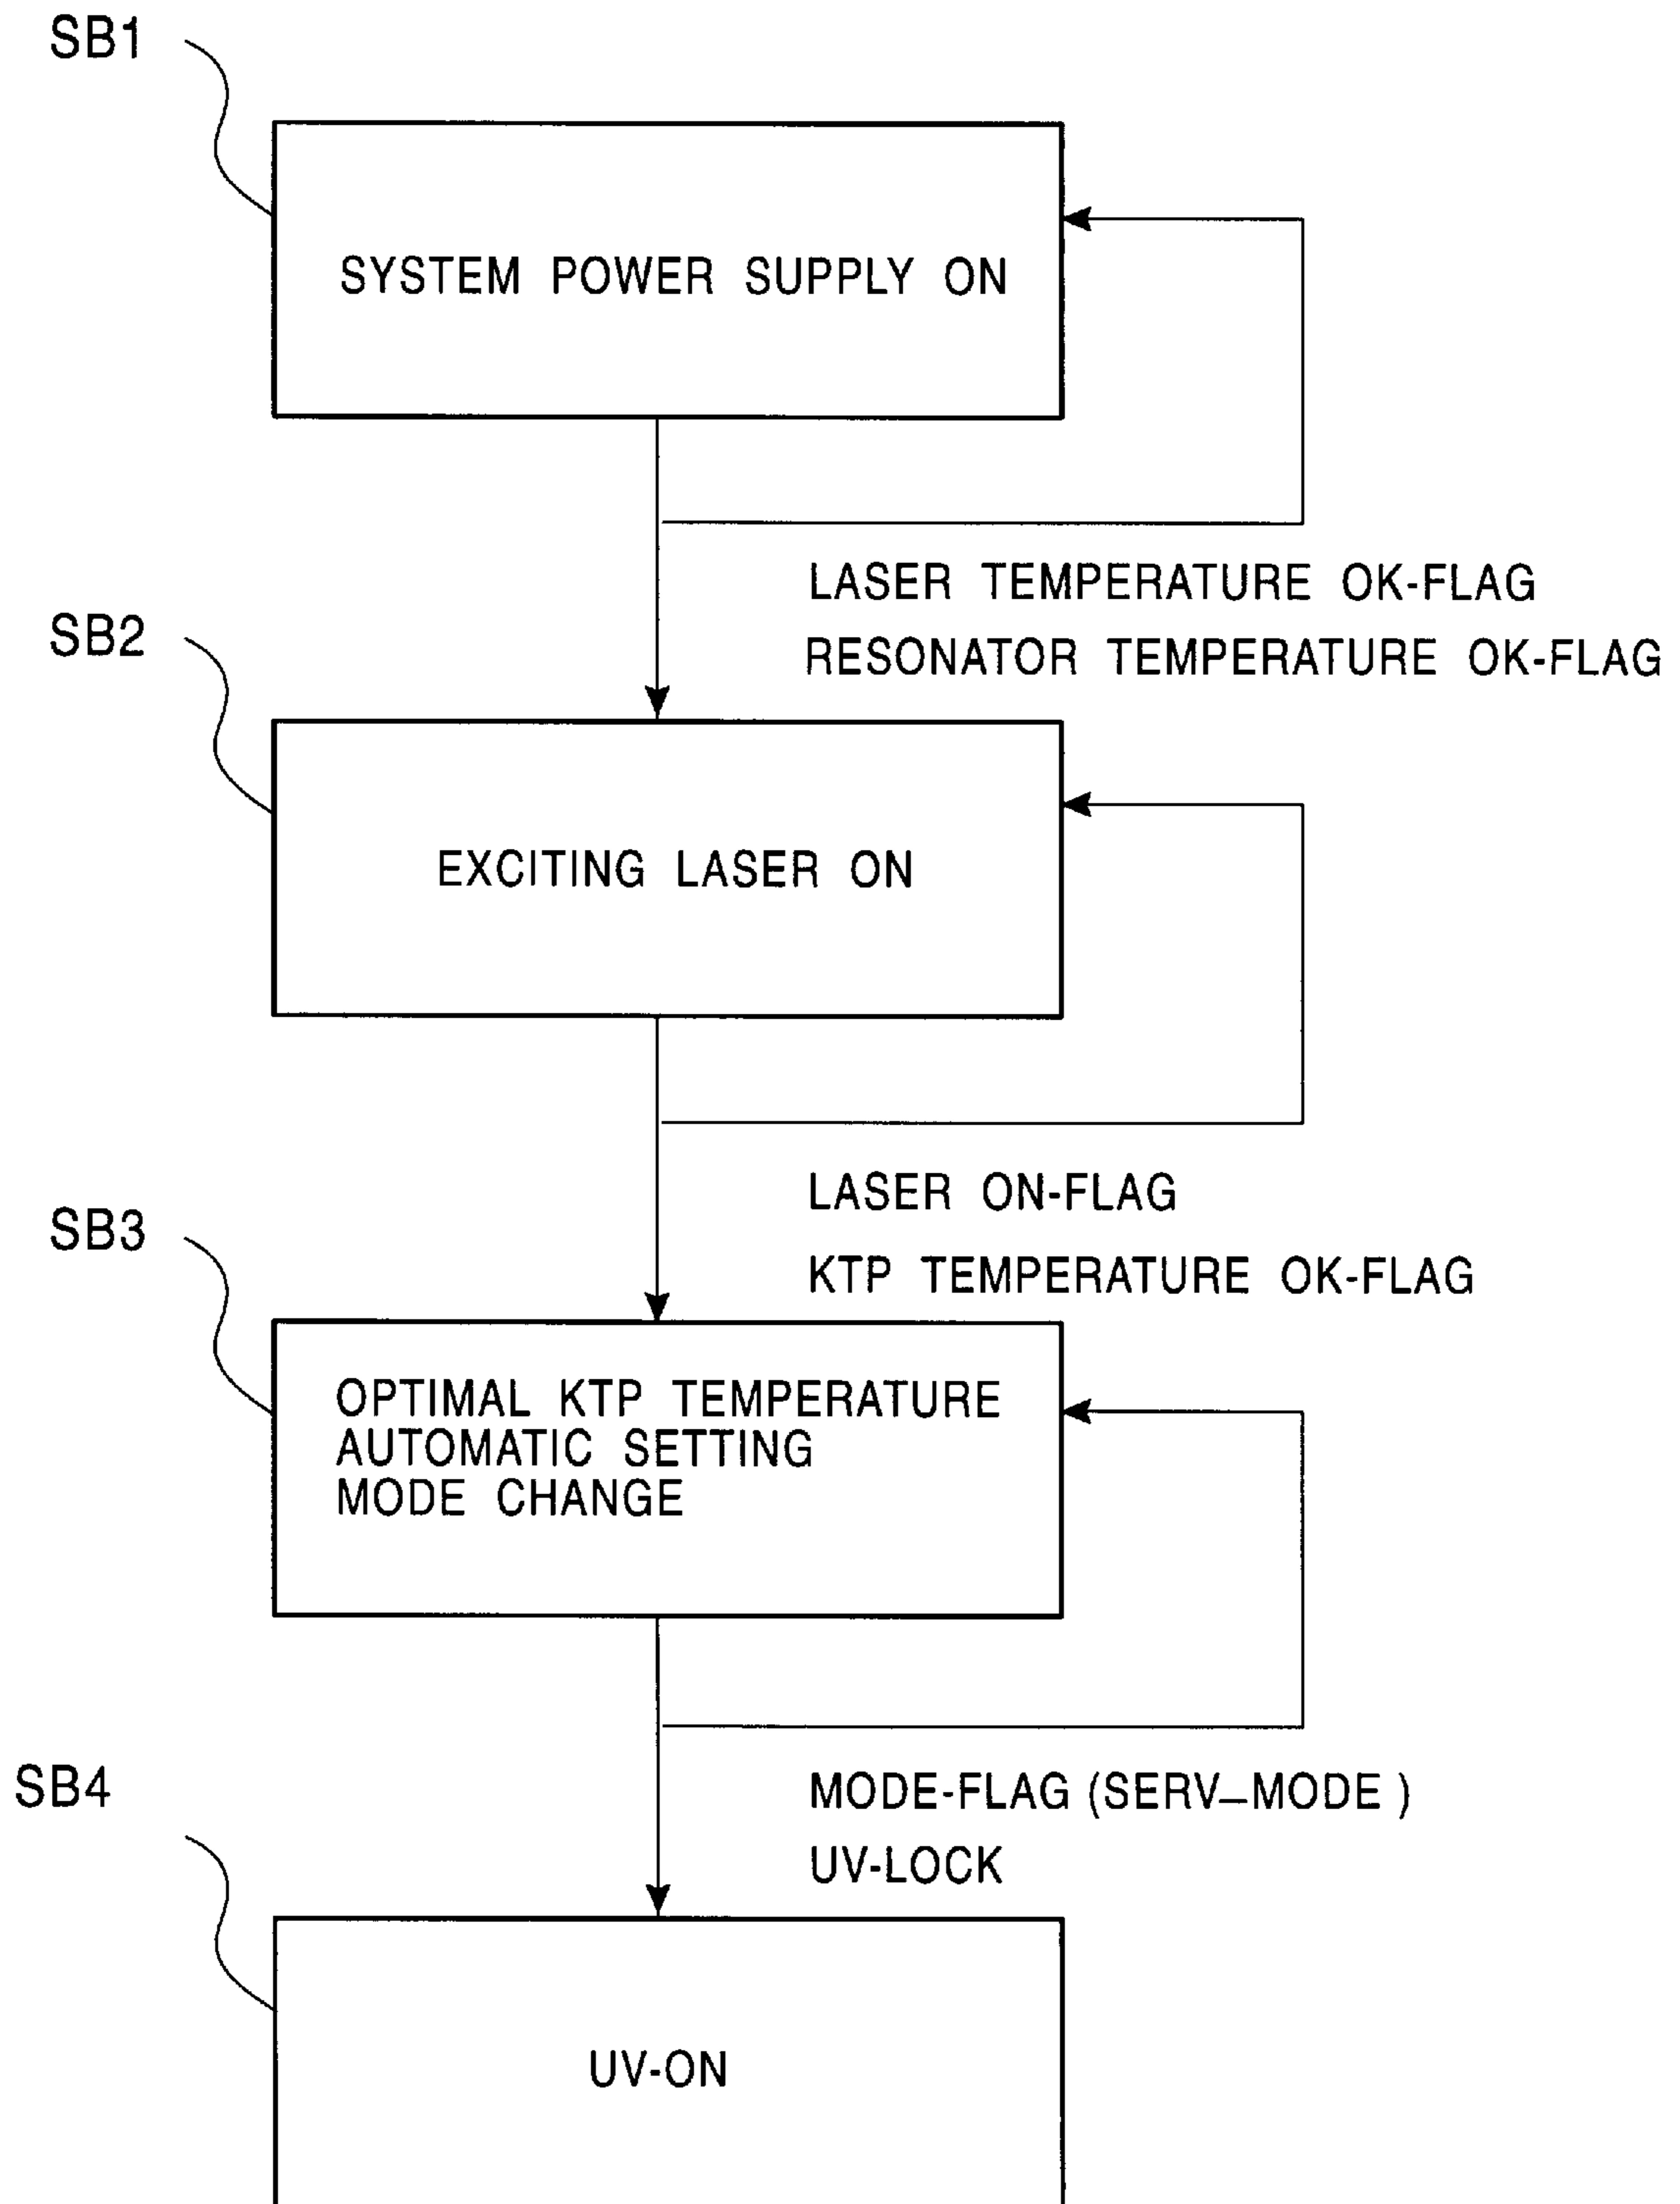 SB1
SYSTEM POWER SUPPLY ON
LASER TEMPERATURE OK-FLAG
RESONATOR TEMPERATURE OK-FLAG
SB2
EXCITING LASER ON
LASER ON-FLAG
KTP TEMPERATURE OK-FLAG
SB3
OPTIMAL KTP TEMPERATURE
AUTOMATIC SETTING
MODE CHANGE
MODE-FLAG (SERV—MODE )
UV-LOCK
SB4
UV-ON